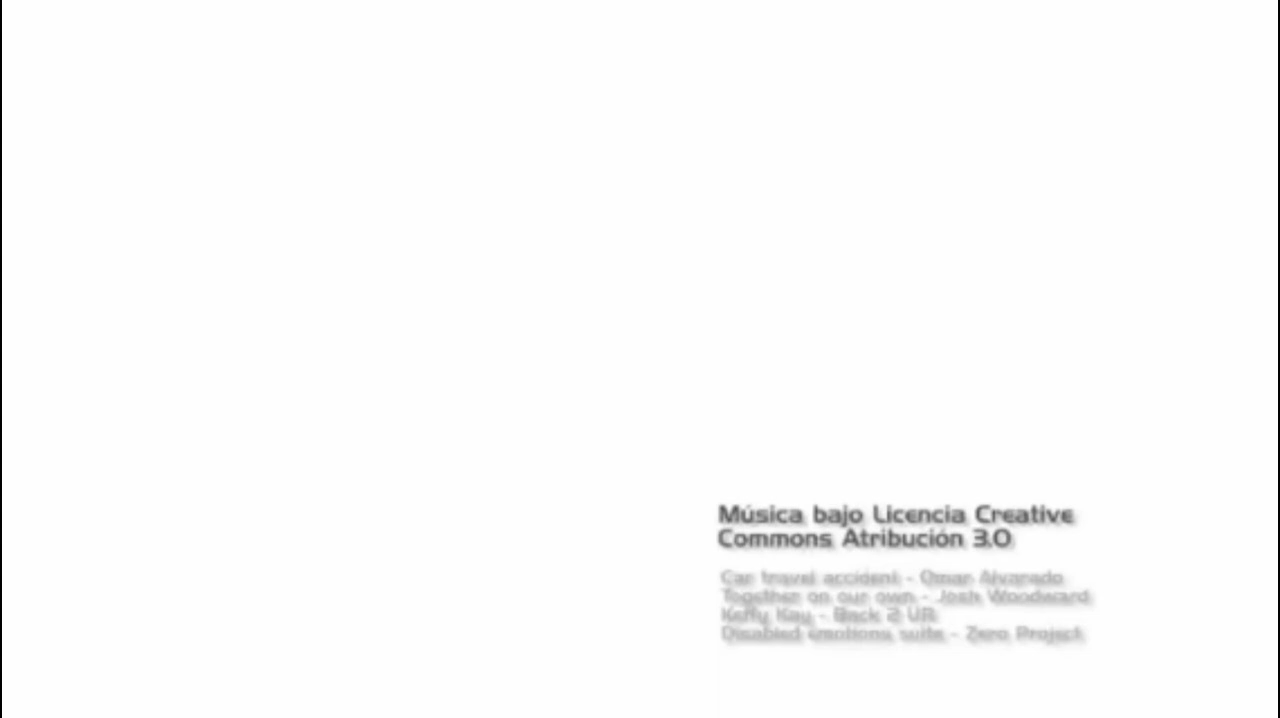 Música bajo Licencia Creative
Commons Atribución 3.0
Car travel accident - Omar Alvarado
Together on our own - Josh Woodward
Keffy Kay - Back 2 UR
Disabled emotions suite - Zero Project